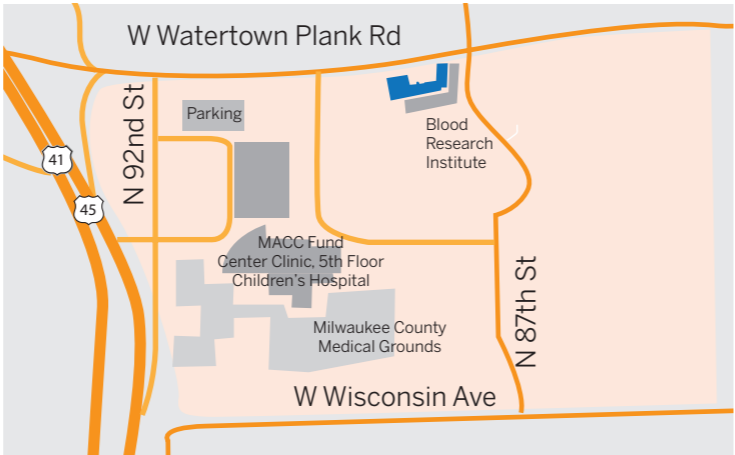 W Watertown Plank Rd
Parking
Blood
Research
Institute
N 92nd St
41
45
MACC Fund
Center Clinic, 5th Floor
Children's Hospital
N 87th St
Milwaukee County
Medical Grounds
W Wisconsin Ave